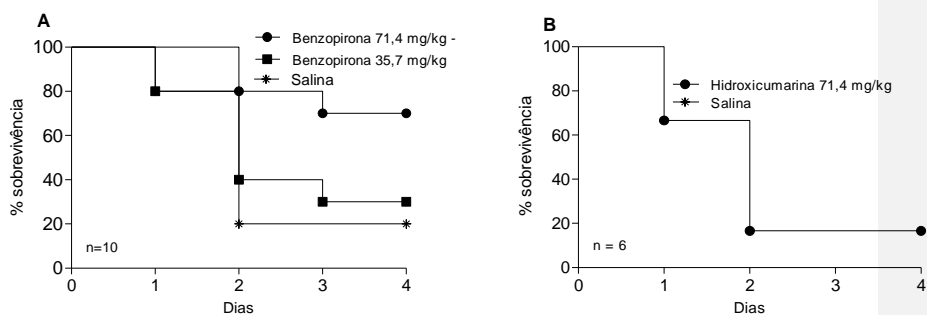 A
Benzopirona 71,4 mg/kg -
Benzopirona 35,7 mg/kg
Salina
100
80
60
40
20
0
% sobrevivência
n=10
0 1 2 3 4
Dias
B
Hidroxicumarina 71,4 mg/kg
Salina
100
80
60
40
20
0
% sobrevivência
n = 6
0 1 2 3 4
Dias